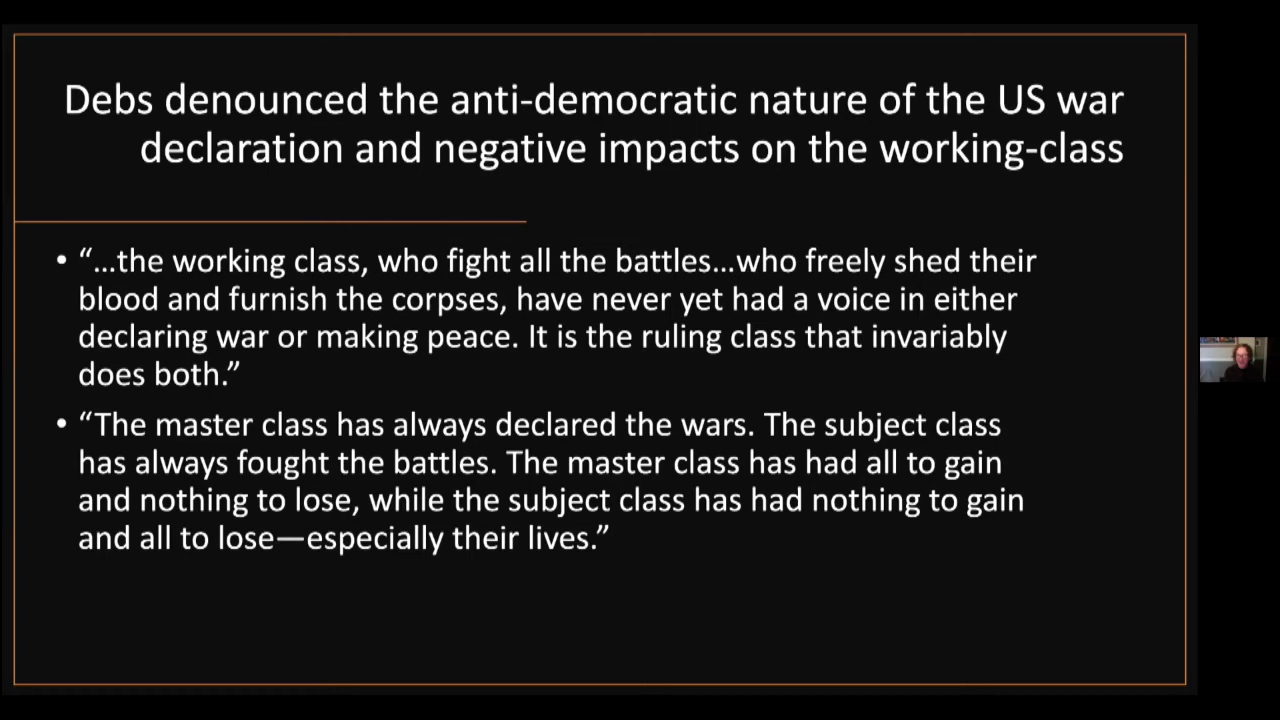 Debs denounced the anti-democratic nature of the US war
declaration and negative impacts on the working-class
• “…the working class, who fight all the battles…who freely shed their
blood and furnish the corpses, have never yet had a voice in either
declaring war or making peace. It is the ruling class that invariably
does both.”
• “The master class has always declared the wars. The subject class
has always fought the battles. The master class has had all to gain
and nothing to lose, while the subject class has had nothing to gain
and all to lose—especially their lives.”